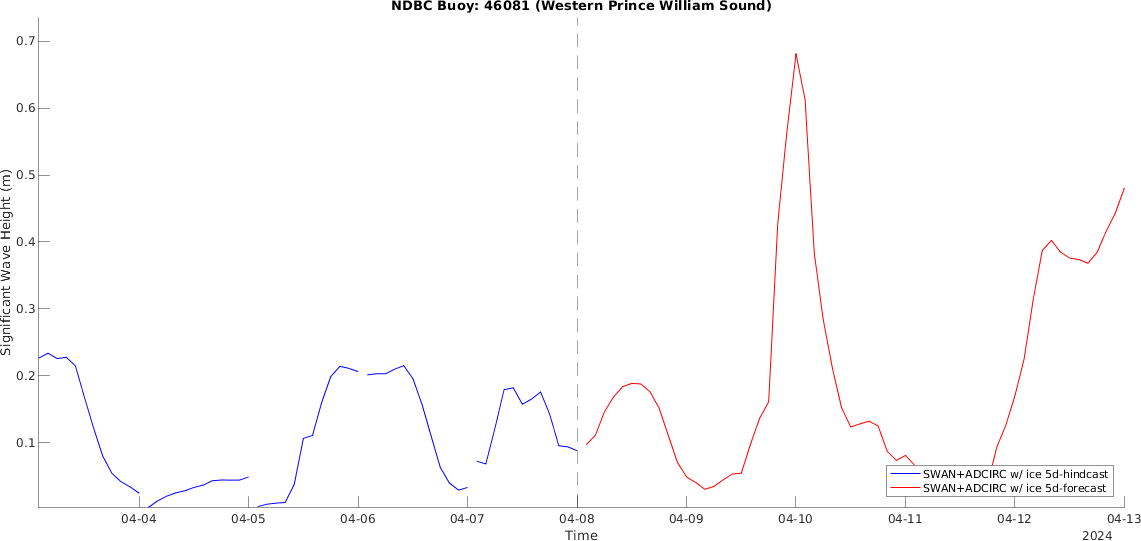 NDBC Buoy: 46081 (Western Prince William Sound)
0.7
0.6
0.5
0.4
0.3
0.2
0.1
Significant Wave Height (m)
SWAN+ADCIRC w/ ice 5d-hindcast
SWAN+ADCIRC w/ ice 5d-forecast
04-04 04-05 04-06 04-07 04-08 04-09 04-10 04-11 04-12 04-13
Time
2024